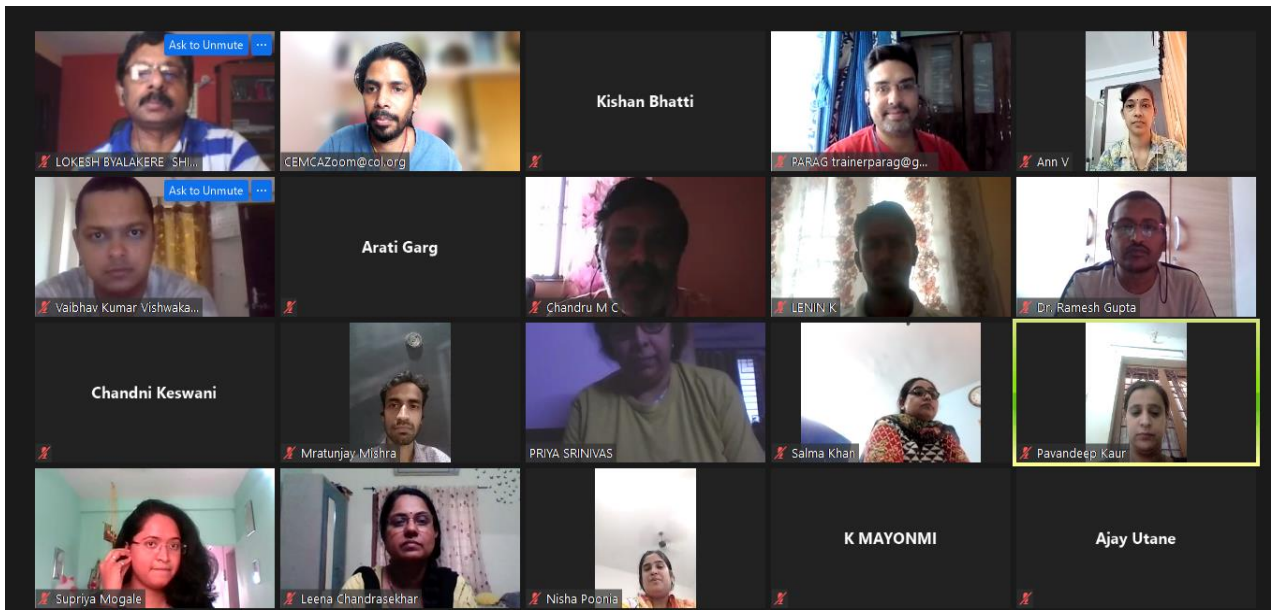 Ask to Unmute ...
LOKESH BYALAKERE SHI...
CEMCAZoom@col.org
Kishan Bhatti
PARAG trainerparag@g...
Ann V
Ask to Unmute ...
Vaibhav Kumar Vishwaka...
Arati Garg
Chandru M C
LENIN K
Dr. Ramesh Gupta
Chandni Keswani
Mratunjay Mishra
PRIYA SRINIVAS
Salma Khan
Pavandeep Kaur
Supriya Mogale
Leena Chandrasekhar
Nisha Poonia
K MAYONMI
Ajay Utane